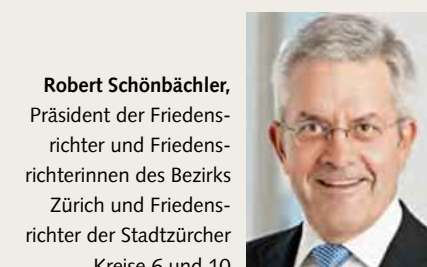 Robert Schönbächler,
Präsident der Friedens-
richter und Friedens-
richterinnen des Bezirks
Zürich und Friedens-
richter der Stadtzürcher
Kreise 6 und 10